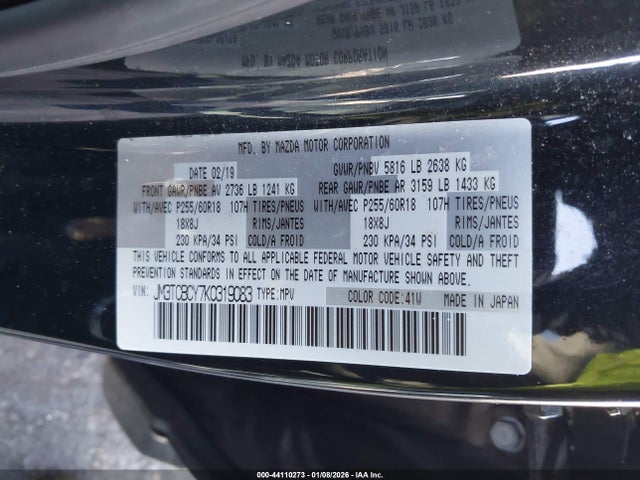 MFG. BY MAZDA MOTOR CORPORATION
DATE 02/19 GVWR/PNBV 5816 LB 2638 KG
FRONT GAWR/PNBE AV 2736 LB 1241 KG REAR GAWR/PNBE AR 3159 LB 1433 KG
WITH/AVEC P255/60R18 107H TIRES/PNEUS WITH/AVEC P255/60R18 107H TIRES/PNEUS
18X8J RIMS/JANTES 18X8J RIMS/JANTES
230 KPA/34 PSI COLD/A FROID 230 KPA/34 PSI COLD/A FROID
THIS VEHICLE CONFORMS TO ALL APPLICABLE FEDERAL MOTOR VEHICLE SAFETY AND THEFT
PREVENTION STANDARDS IN EFFECT ON THE DATE OF MANUFACTURE SHOWN ABOVE.
VIN: JM3TCBCY7K0319083 TYPE:MPV COLOR CODE:41W MADE IN JAPAN
000-44110273 - 01/08/2026 - IAA Inc.